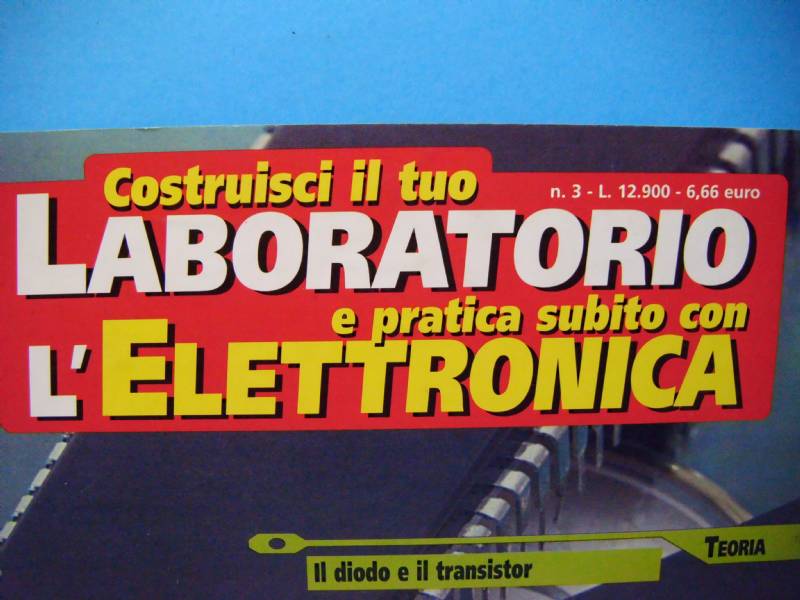 Costruisci il tuo
n. 3 - L. 12.900 - 6,66 euro
LABORATORIO
e pratica subito con
L'ELETTRONICA
TEORIA
Il diodo e il transistor